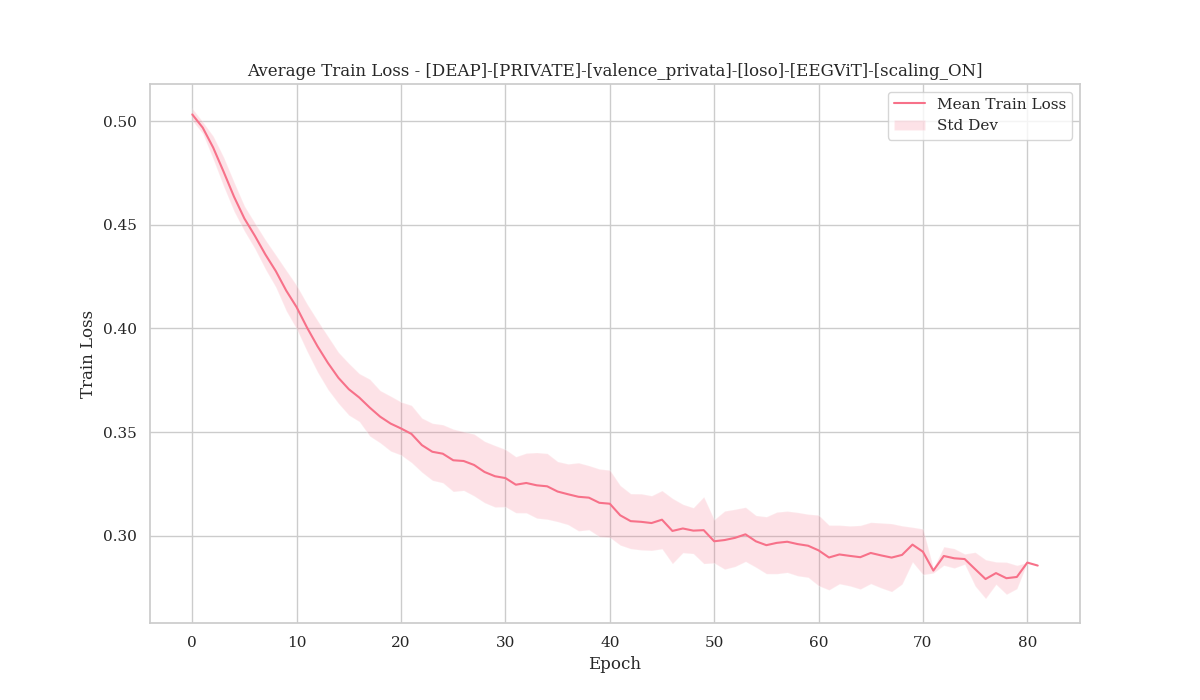 Average Train Loss - [DEAP]-[PRIVATE]-[valence_privata]-[loso]-[EEGViT]-[scaling_ON]
Mean Train Loss
Std Dev
0.50
0.45
0.40
0.35
0.30
Train Loss
0 10 20 30 40 50 60 70 80
Epoch